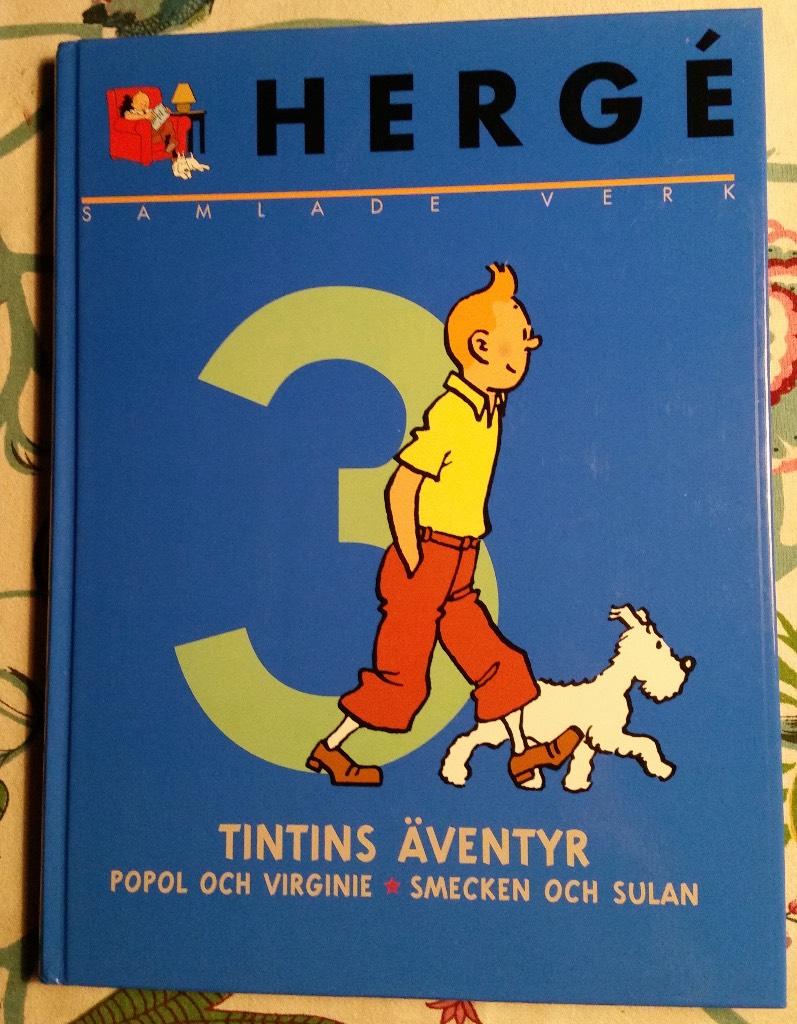 HERGÉ
SAMLADE VERK
3
TINTINS ÄVENTYR
POPOL OCH VIRGINIE ★ SMECKEN OCH SULAN